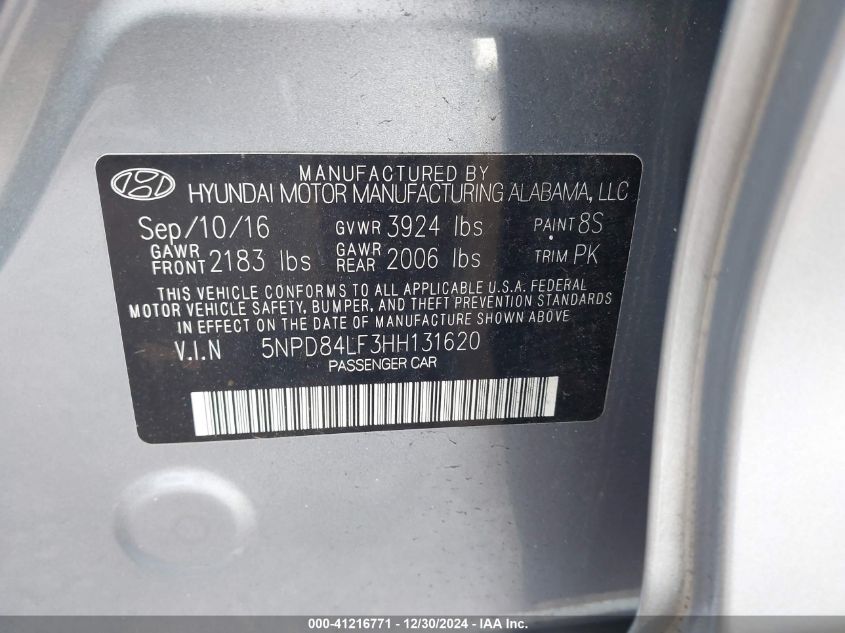 MANUFACTURED BY
HYUNDAI MOTOR MANUFACTURING ALABAMA, LLC
Sep/10/16 GVWR 3924 lbs PAINT 8S
GAWR FRONT 2183 lbs GAWR REAR 2006 lbs TRIM PK
THIS VEHICLE CONFORMS TO ALL APPLICABLE U.S.A. FEDERAL
MOTOR VEHICLE SAFETY, BUMPER, AND THEFT PREVENTION STANDARDS
IN EFFECT ON THE DATE OF MANUFACTURE SHOWN ABOVE
V.I.N 5NPD84LF3HH131620
PASSENGER CAR
000-41216771 - 12/30/2024 - IAA Inc.